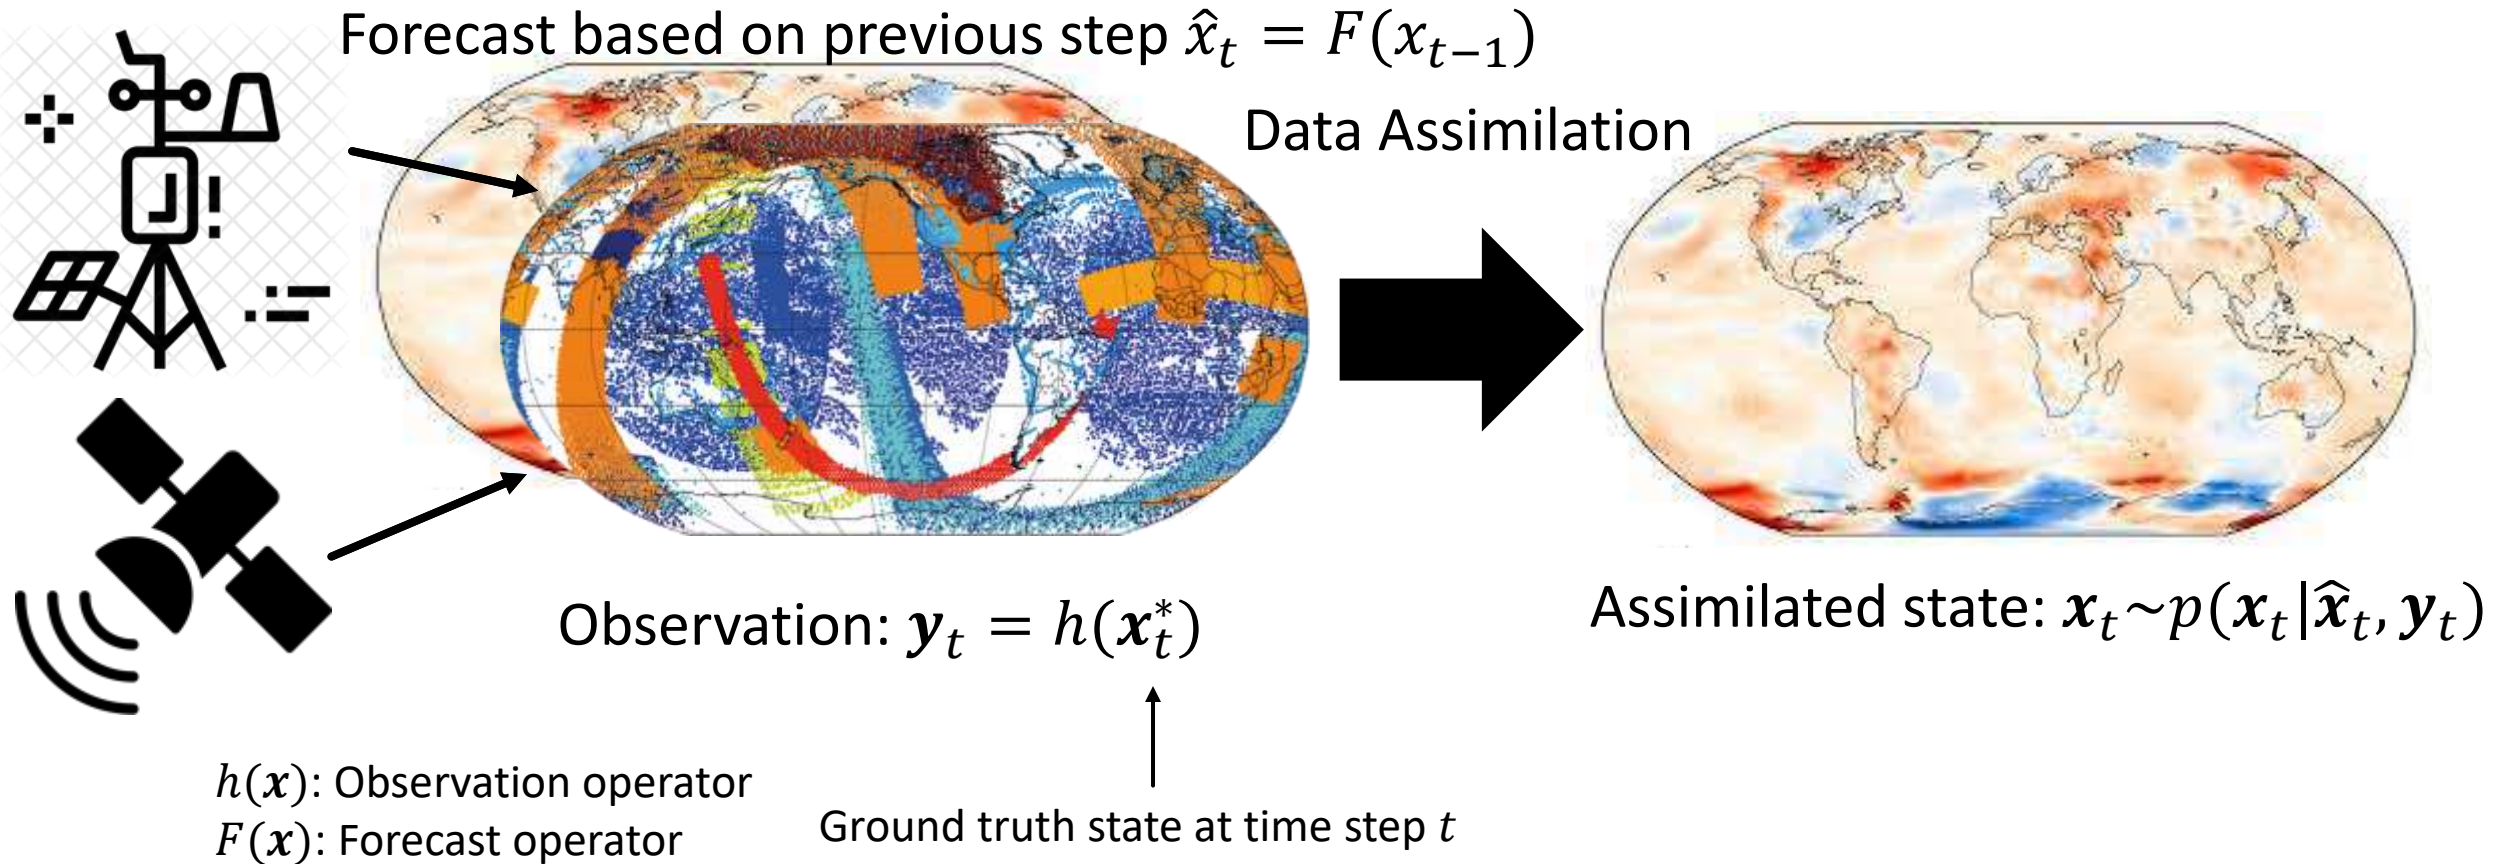 Forecast based on previous step x̂_t = F(x_{t−1})
Data Assimilation
Observation: 𝒚_t = h(𝒙_t^*)
Assimilated state: 𝒙_t~p(𝒙_t|𝒙̂_t, 𝒚_t)
h(𝒙): Observation operator
F(𝒙): Forecast operator
Ground truth state at time step t